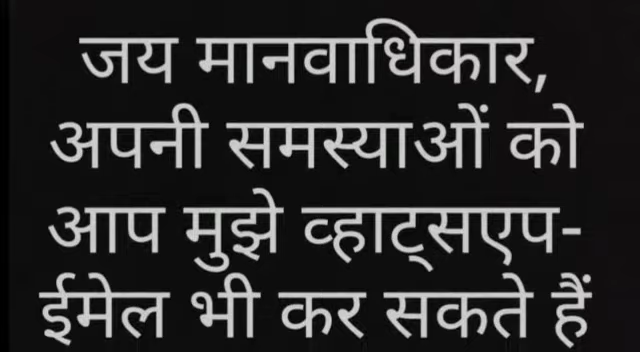 जय मानवाधिकार,
अपनी समस्याओं को
आप मुझे व्हाट्सएप-
ईमेल भी कर सकते हैं